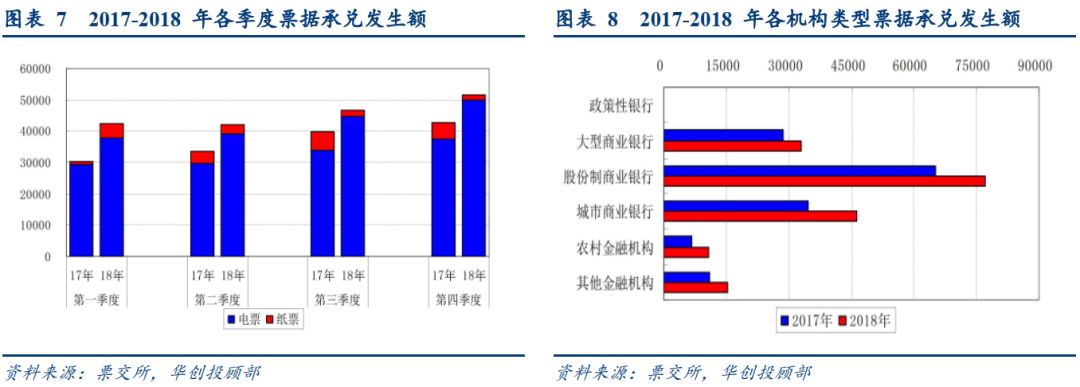 图表 7 2017-2018 年各季度票据承兑发生额
60000
50000
40000
30000
20000
10000
0
17年 18年 17年 18年 17年 18年 17年 18年
第一季度 第二季度 第三季度 第四季度
电票 纸票
资料来源：票交所，华创投顾部
图表 8 2017-2018 年各机构类型票据承兑发生额
0 15000 30000 45000 60000 75000 90000
政策性银行
大型商业银行
股份制商业银行
城市商业银行
农村金融机构
其他金融机构
2017年 2018年
资料来源：票交所，华创投顾部